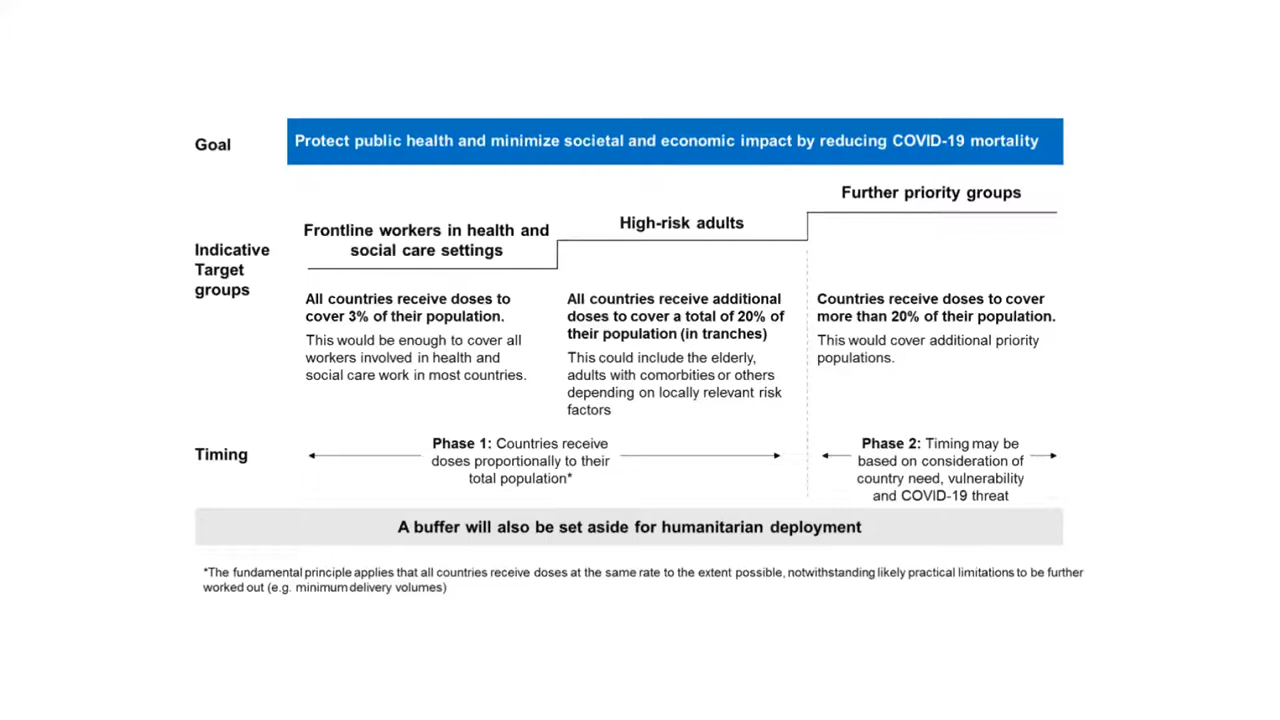 Goal
Protect public health and minimize societal and economic impact by reducing COVID-19 mortality
Further priority groups
High-risk adults
Frontline workers in health and
social care settings
Indicative
Target
groups
All countries receive doses to
cover 3% of their population.
This would be enough to cover all
workers involved in health and
social care work in most countries.
All countries receive additional
doses to cover a total of 20% of
their population (in tranches)
This could include the elderly,
adults with comorbities or others
depending on locally relevant risk
factors
Countries receive doses to cover
more than 20% of their population.
This would cover additional priority
populations.
Timing
Phase 1: Countries receive
doses proportionally to their
total population*
Phase 2: Timing may be
based on consideration of
country need, vulnerability
and COVID-19 threat
A buffer will also be set aside for humanitarian deployment
*The fundamental principle applies that all countries receive doses at the same rate to the extent possible, notwithstanding likely practical limitations to be further
worked out (e.g. minimum delivery volumes)